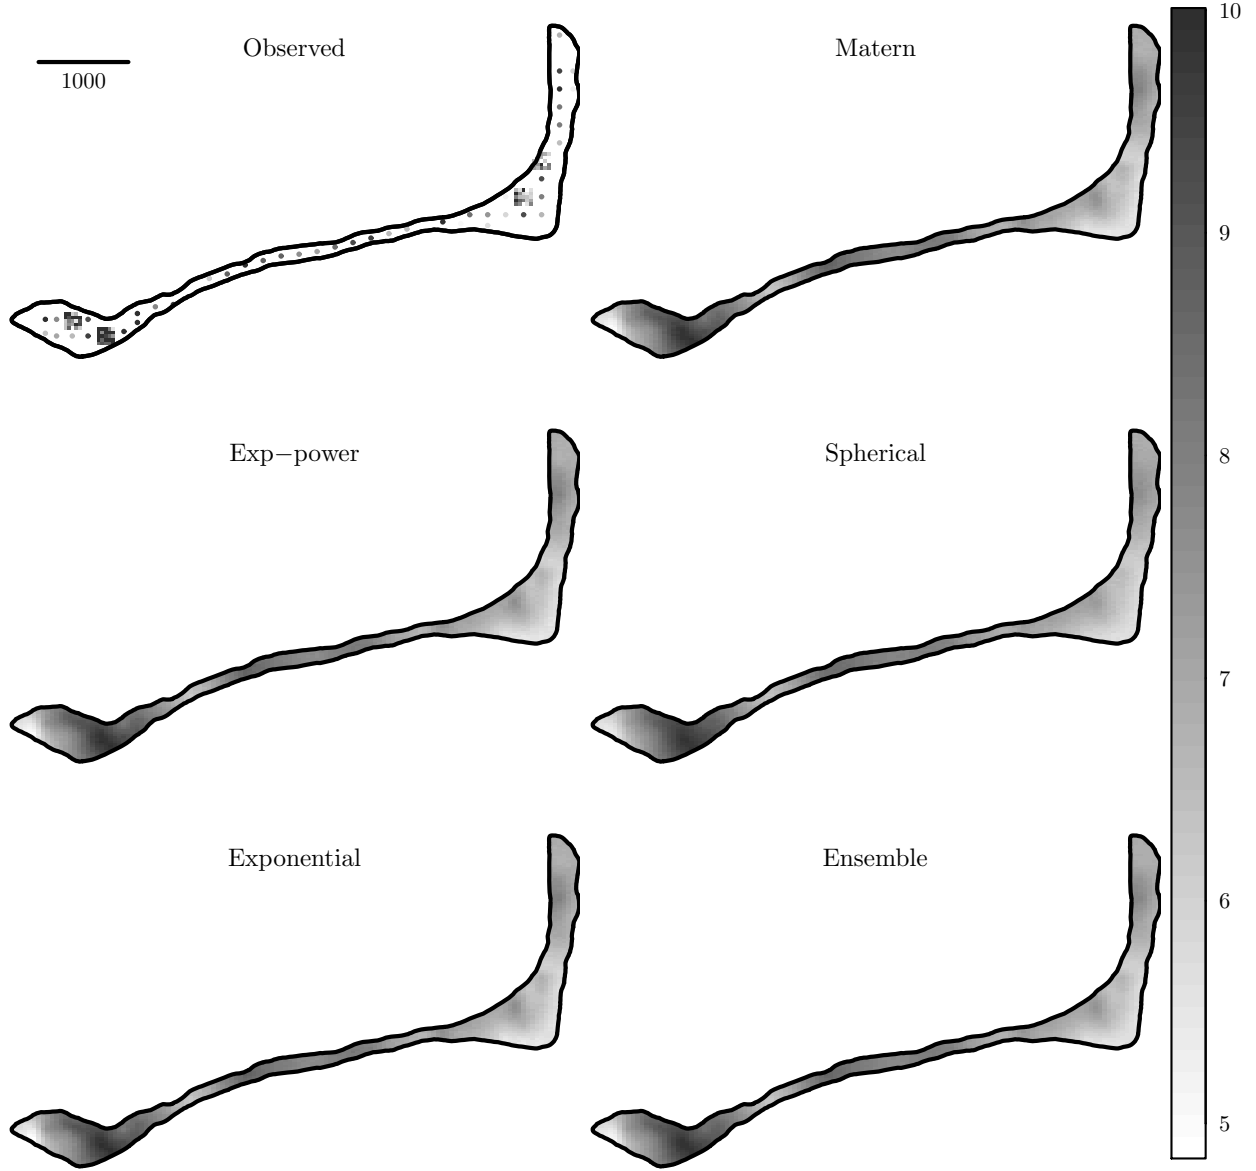 Observed
Matern
1000
Exp−power
Spherical
Exponential
Ensemble
10
9
8
7
6
5